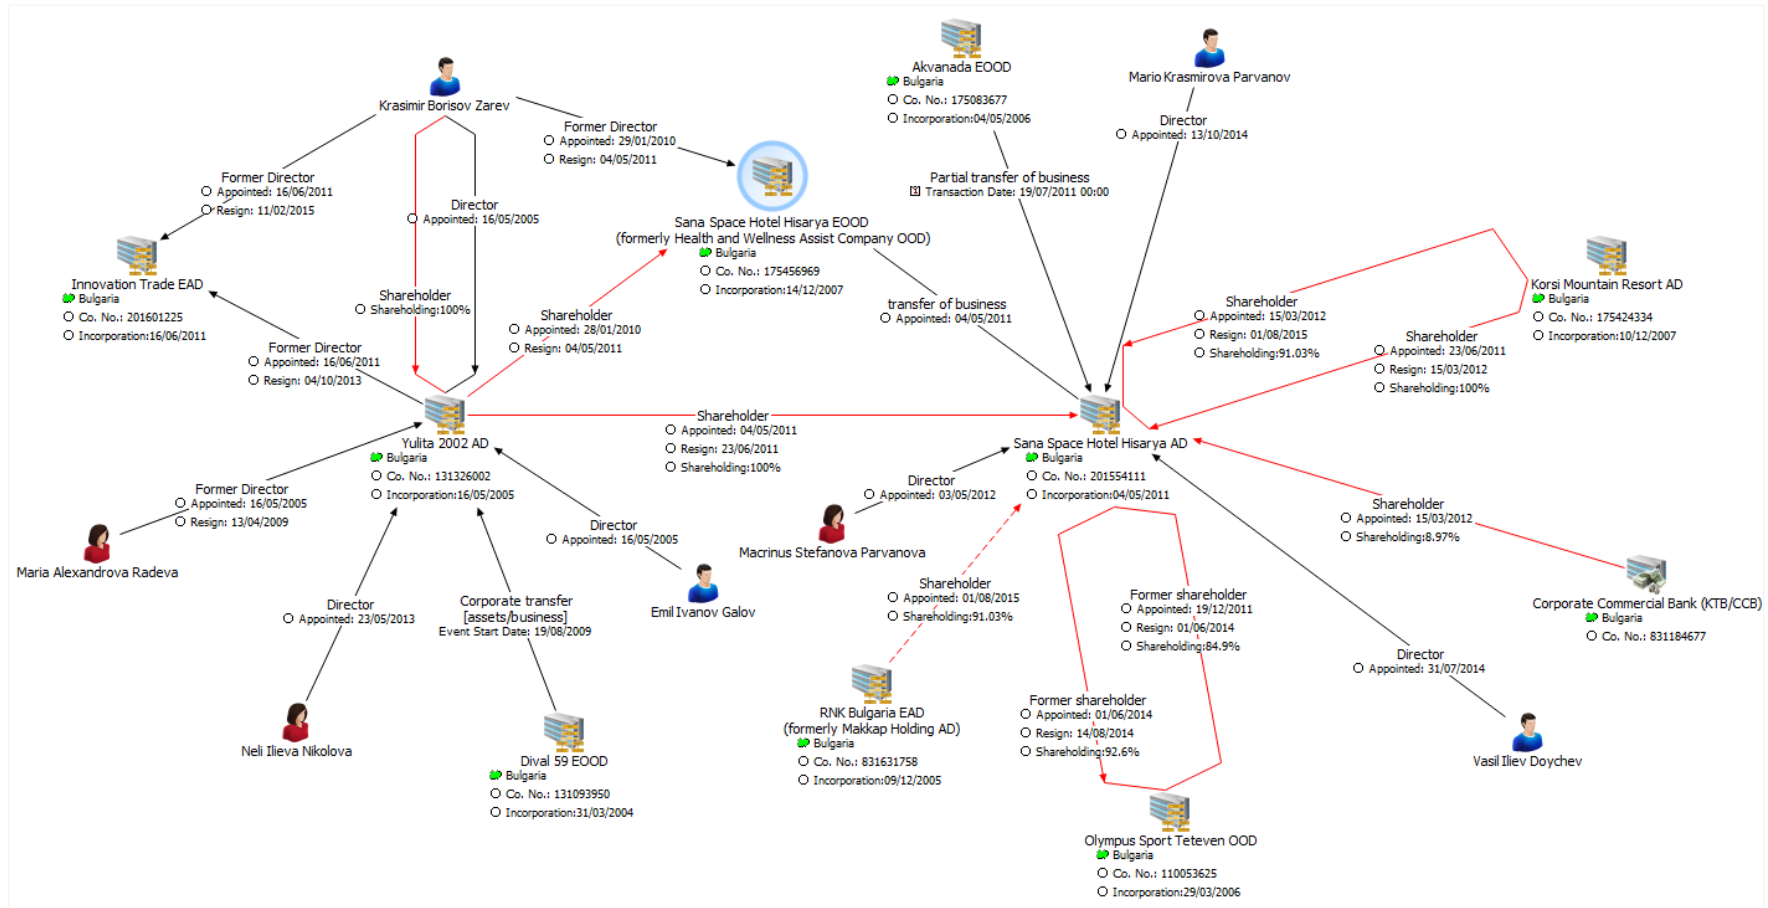 Krasimir Borisov Zarev
Akvanada EOOD
Bulgaria
Co. No.: 175083677
Incorporation:04/05/2006
Mario Krasmirova Parvanov
Former Director
Appointed: 29/01/2010
Resign: 04/05/2011
Director
Appointed: 13/10/2014
Former Director
Appointed: 16/06/2011
Resign: 11/02/2015
Director
Appointed: 16/05/2005
Partial transfer of business
Transaction Date: 19/07/2011 00:00
Sana Space Hotel Hisarya EOOD
(formerly Health and Wellness Assist Company OOD)
Bulgaria
Co. No.: 175456969
Incorporation:14/12/2007
Innovation Trade EAD
Bulgaria
Co. No.: 201601225
Incorporation:16/06/2011
Shareholder
Shareholding:100%
Shareholder
Appointed: 28/01/2010
Resign: 04/05/2011
transfer of business
Appointed: 04/05/2011
Shareholder
Appointed: 15/03/2012
Resign: 01/08/2015
Shareholding:91.03%
Korsi Mountain Resort AD
Bulgaria
Co. No.: 175424334
Incorporation:10/12/2007
Shareholder
Appointed: 23/06/2011
Resign: 15/03/2012
Shareholding:100%
Former Director
Appointed: 16/06/2011
Resign: 04/10/2013
Shareholder
Appointed: 04/05/2011
Resign: 23/06/2011
Shareholding:100%
Yulita 2002 AD
Bulgaria
Co. No.: 131326002
Incorporation:16/05/2005
Sana Space Hotel Hisarya AD
Bulgaria
Co. No.: 201554111
Incorporation:04/05/2011
Former Director
Appointed: 16/05/2005
Resign: 13/04/2009
Director
Appointed: 03/05/2012
Shareholder
Appointed: 15/03/2012
Shareholding:8.97%
Director
Appointed: 16/05/2005
Macrinus Stefanova Parvanova
Maria Alexandrova Radeva
Emil Ivanov Galov
Shareholder
Appointed: 01/08/2015
Shareholding:91.03%
Former shareholder
Appointed: 19/12/2011
Resign: 01/06/2014
Shareholding:84.9%
Corporate Commercial Bank (KTB/CCB)
Bulgaria
Co. No.: 831184677
Director
Appointed: 23/05/2013
Corporate transfer
[assets/business]
Event Start Date: 19/08/2009
Director
Appointed: 31/07/2014
Former shareholder
Appointed: 01/06/2014
Resign: 14/08/2014
Shareholding:92.6%
RNK Bulgaria EAD
(formerly Makkap Holding AD)
Bulgaria
Co. No.: 831631758
Incorporation:09/12/2005
Neli Ilieva Nikolova
Dival 59 EOOD
Bulgaria
Co. No.: 131093950
Incorporation:31/03/2004
Vasil Iliev Doychev
Olympus Sport Teteven OOD
Bulgaria
Co. No.: 110053625
Incorporation:29/03/2006